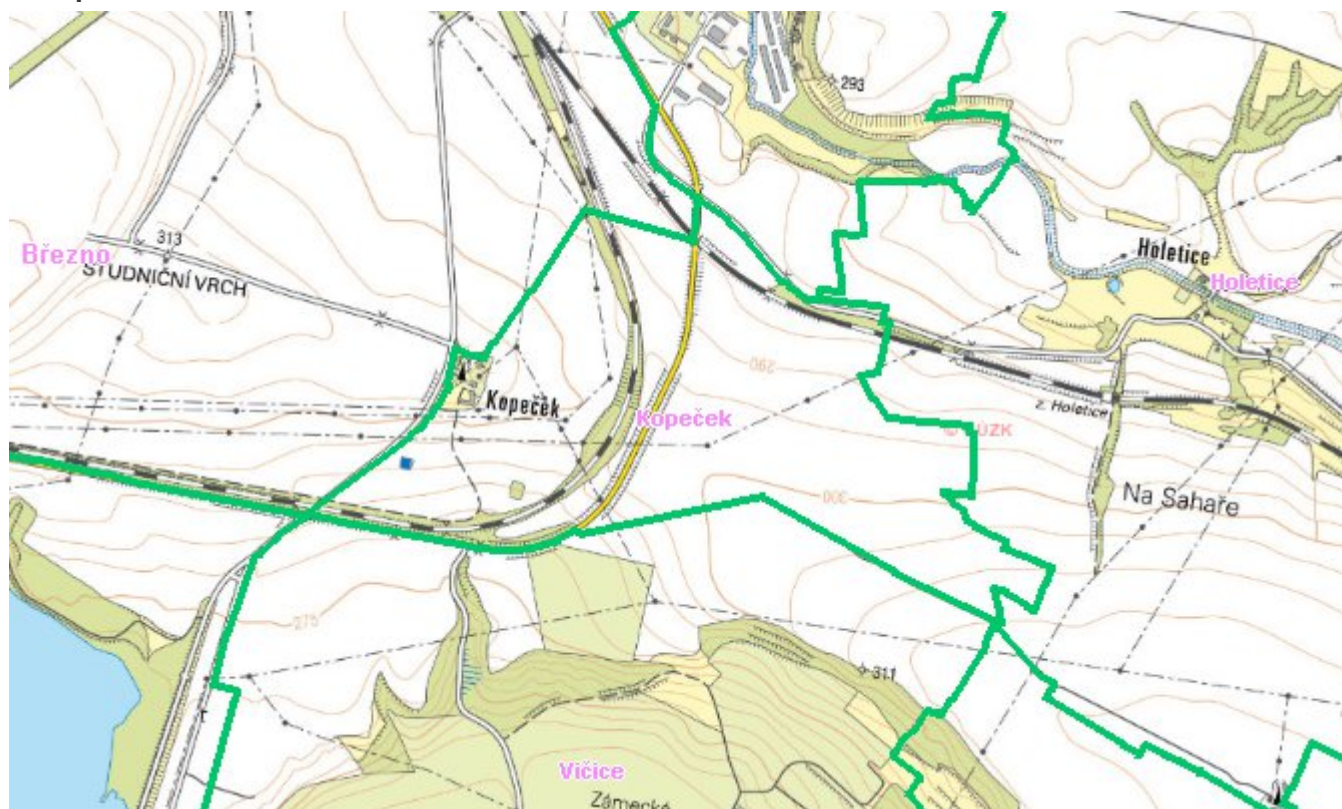 293
Březno
313
STUDNIČNÍ VRCH
Holetice
Holetice
290
Kopeček
Kopeček
z. Holetice
ÚZK
300
Na Sahaře
275
311
Vičice
Zámecká